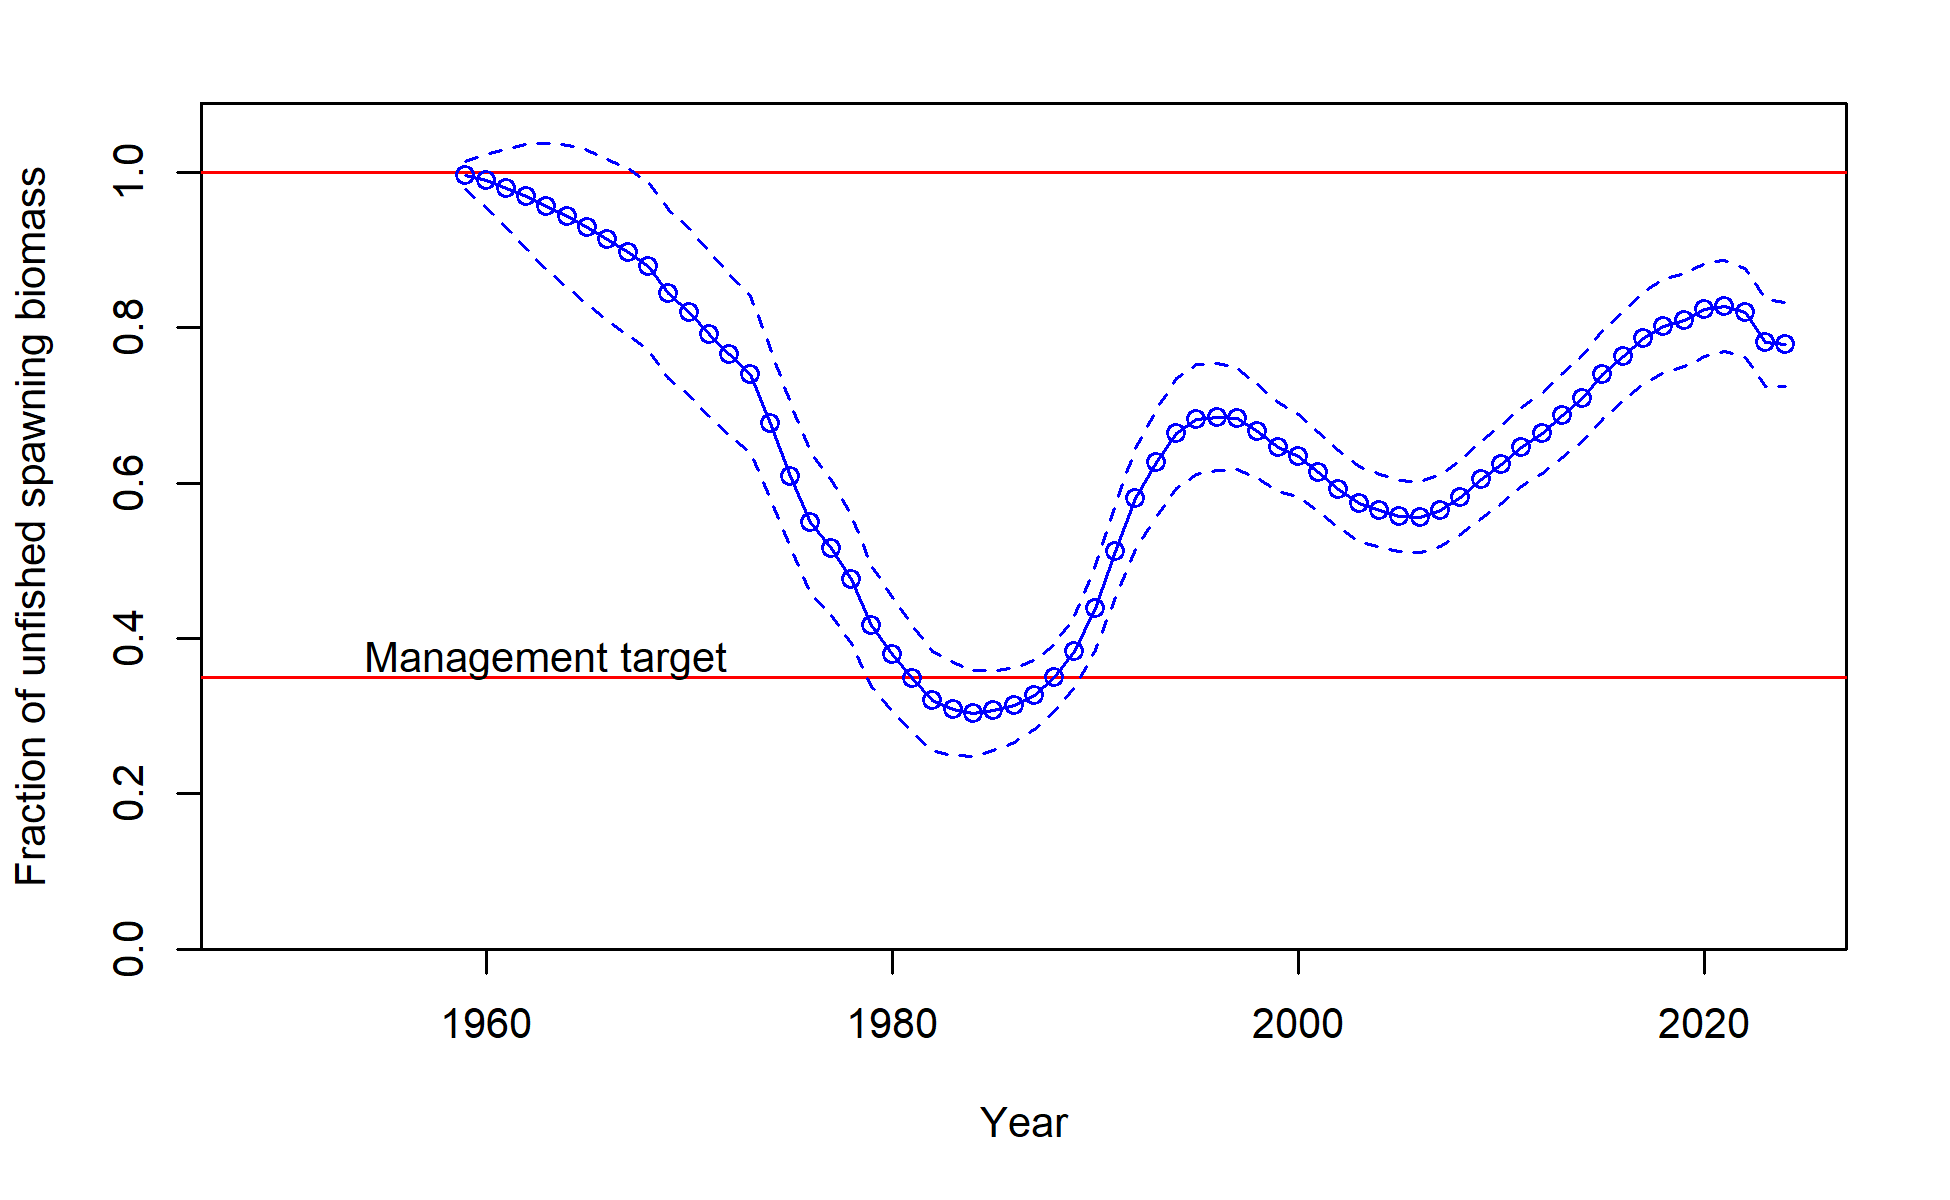 Fraction of unfished spawning biomass
1.0
0.8
0.6
0.4
0.2
0.0
Management target
1960 1980 2000 2020
Year